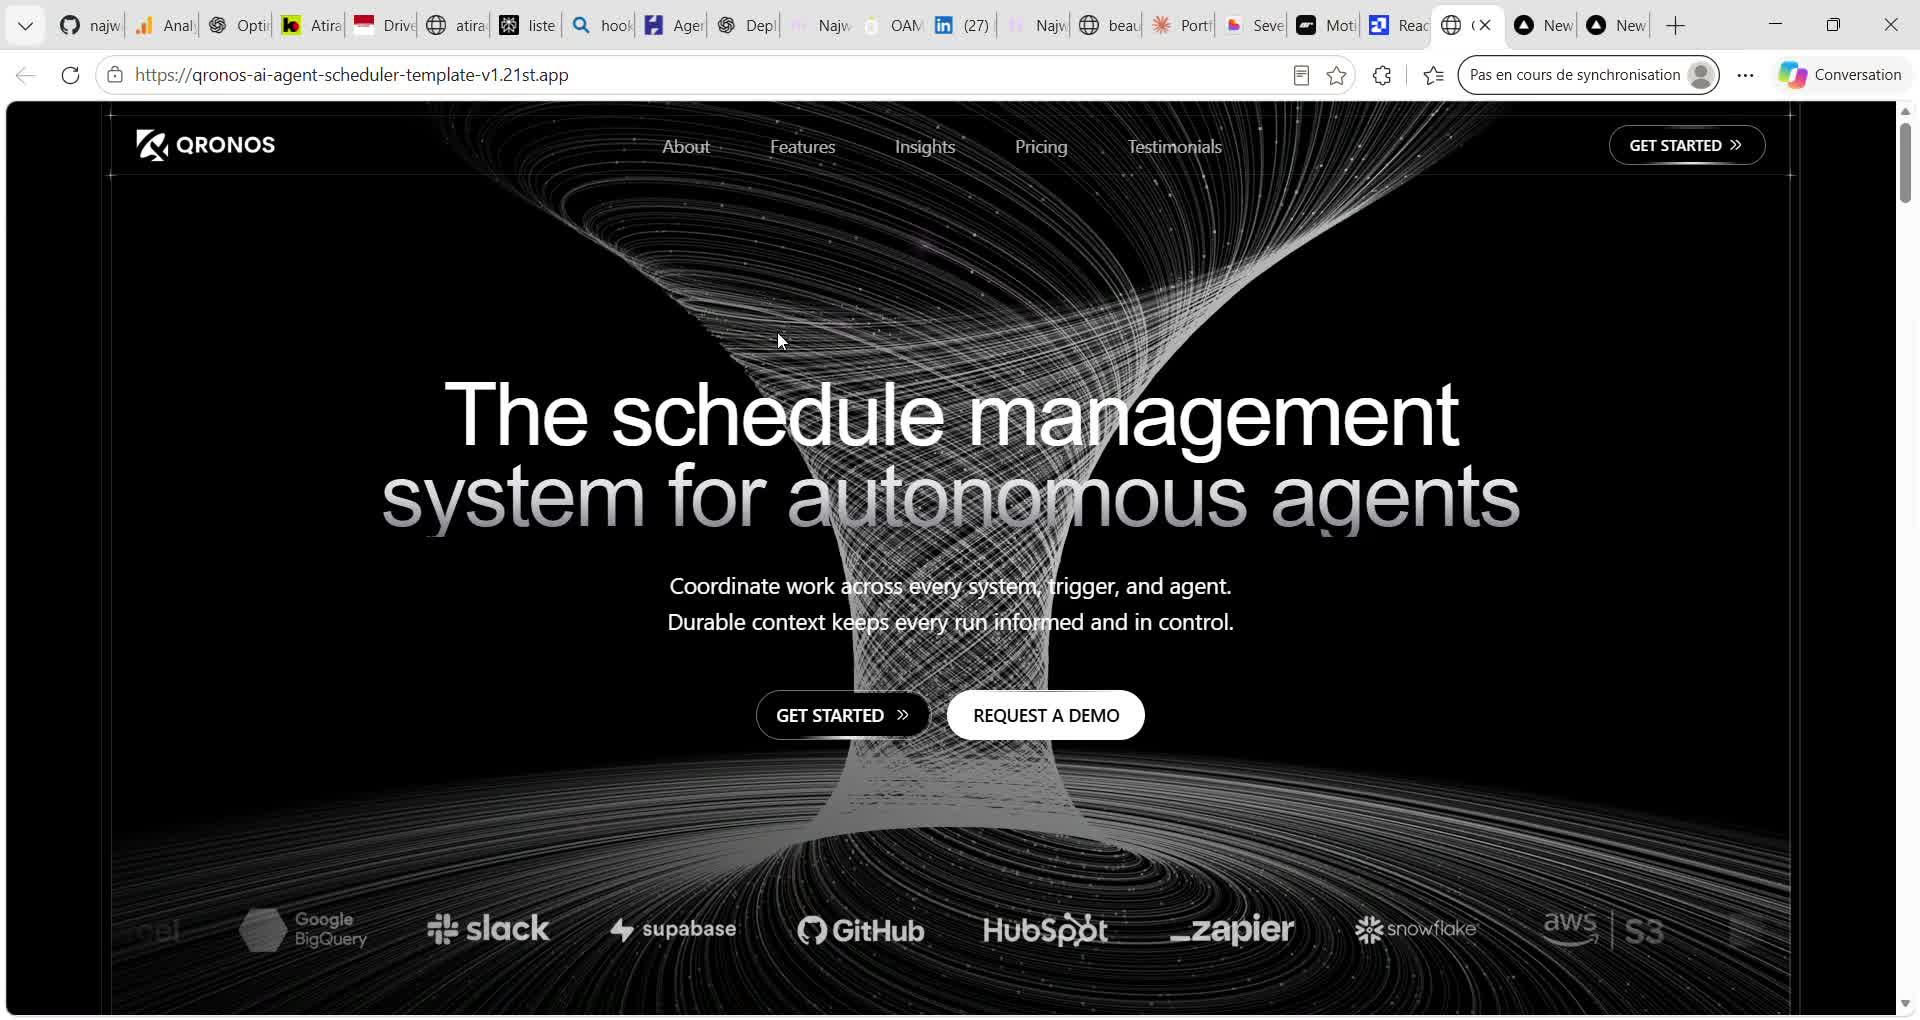 najw
Anal
Opti
Atira
Drive
atira
liste
hook
Agen
Depl
Najw
OAM
(27)
Najw
beau
Portf
Seve
Moti
Reac
New
New
https://qronos-ai-agent-scheduler-template-v1.21st.app
Pas en cours de synchronisation
Conversation
QRONOS
About
Features
Insights
Pricing
Testimonials
GET STARTED
The schedule management
system for autonomous agents
Coordinate work across every system, trigger, and agent.
Durable context keeps every run informed and in control.
GET STARTED
REQUEST A DEMO
rcel
Google
BigQuery
slack
supabase
GitHub
HubSpot
_zapier
snowflake
aws
S3